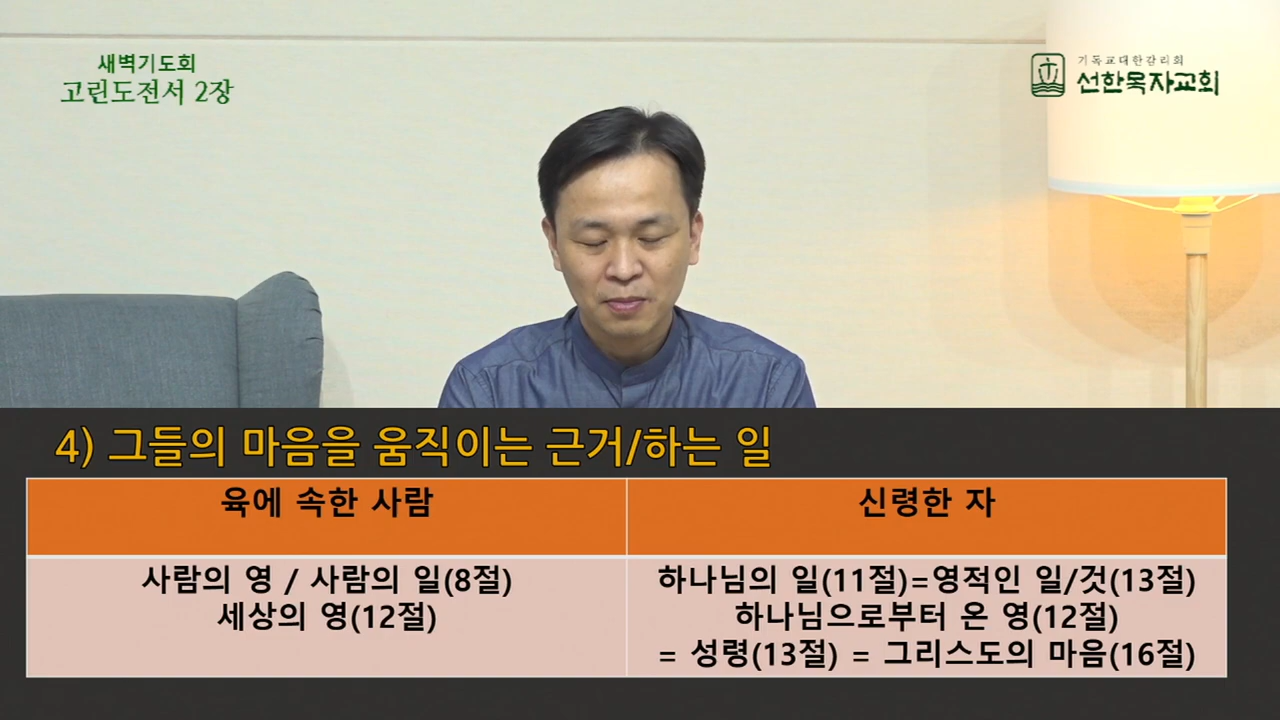 새벽기도회
고린도전서 2장
기독교대한감리회
선한목자교회
4) 그들의 마음을 움직이는 근거/하는 일
육에 속한 사람
신령한 자
사람의 영 / 사람의 일(8절)
세상의 영(12절)
하나님의 일(11절)=영적인 일/것(13절)
하나님으로부터 온 영(12절)
= 성령(13절) = 그리스도의 마음(16절)